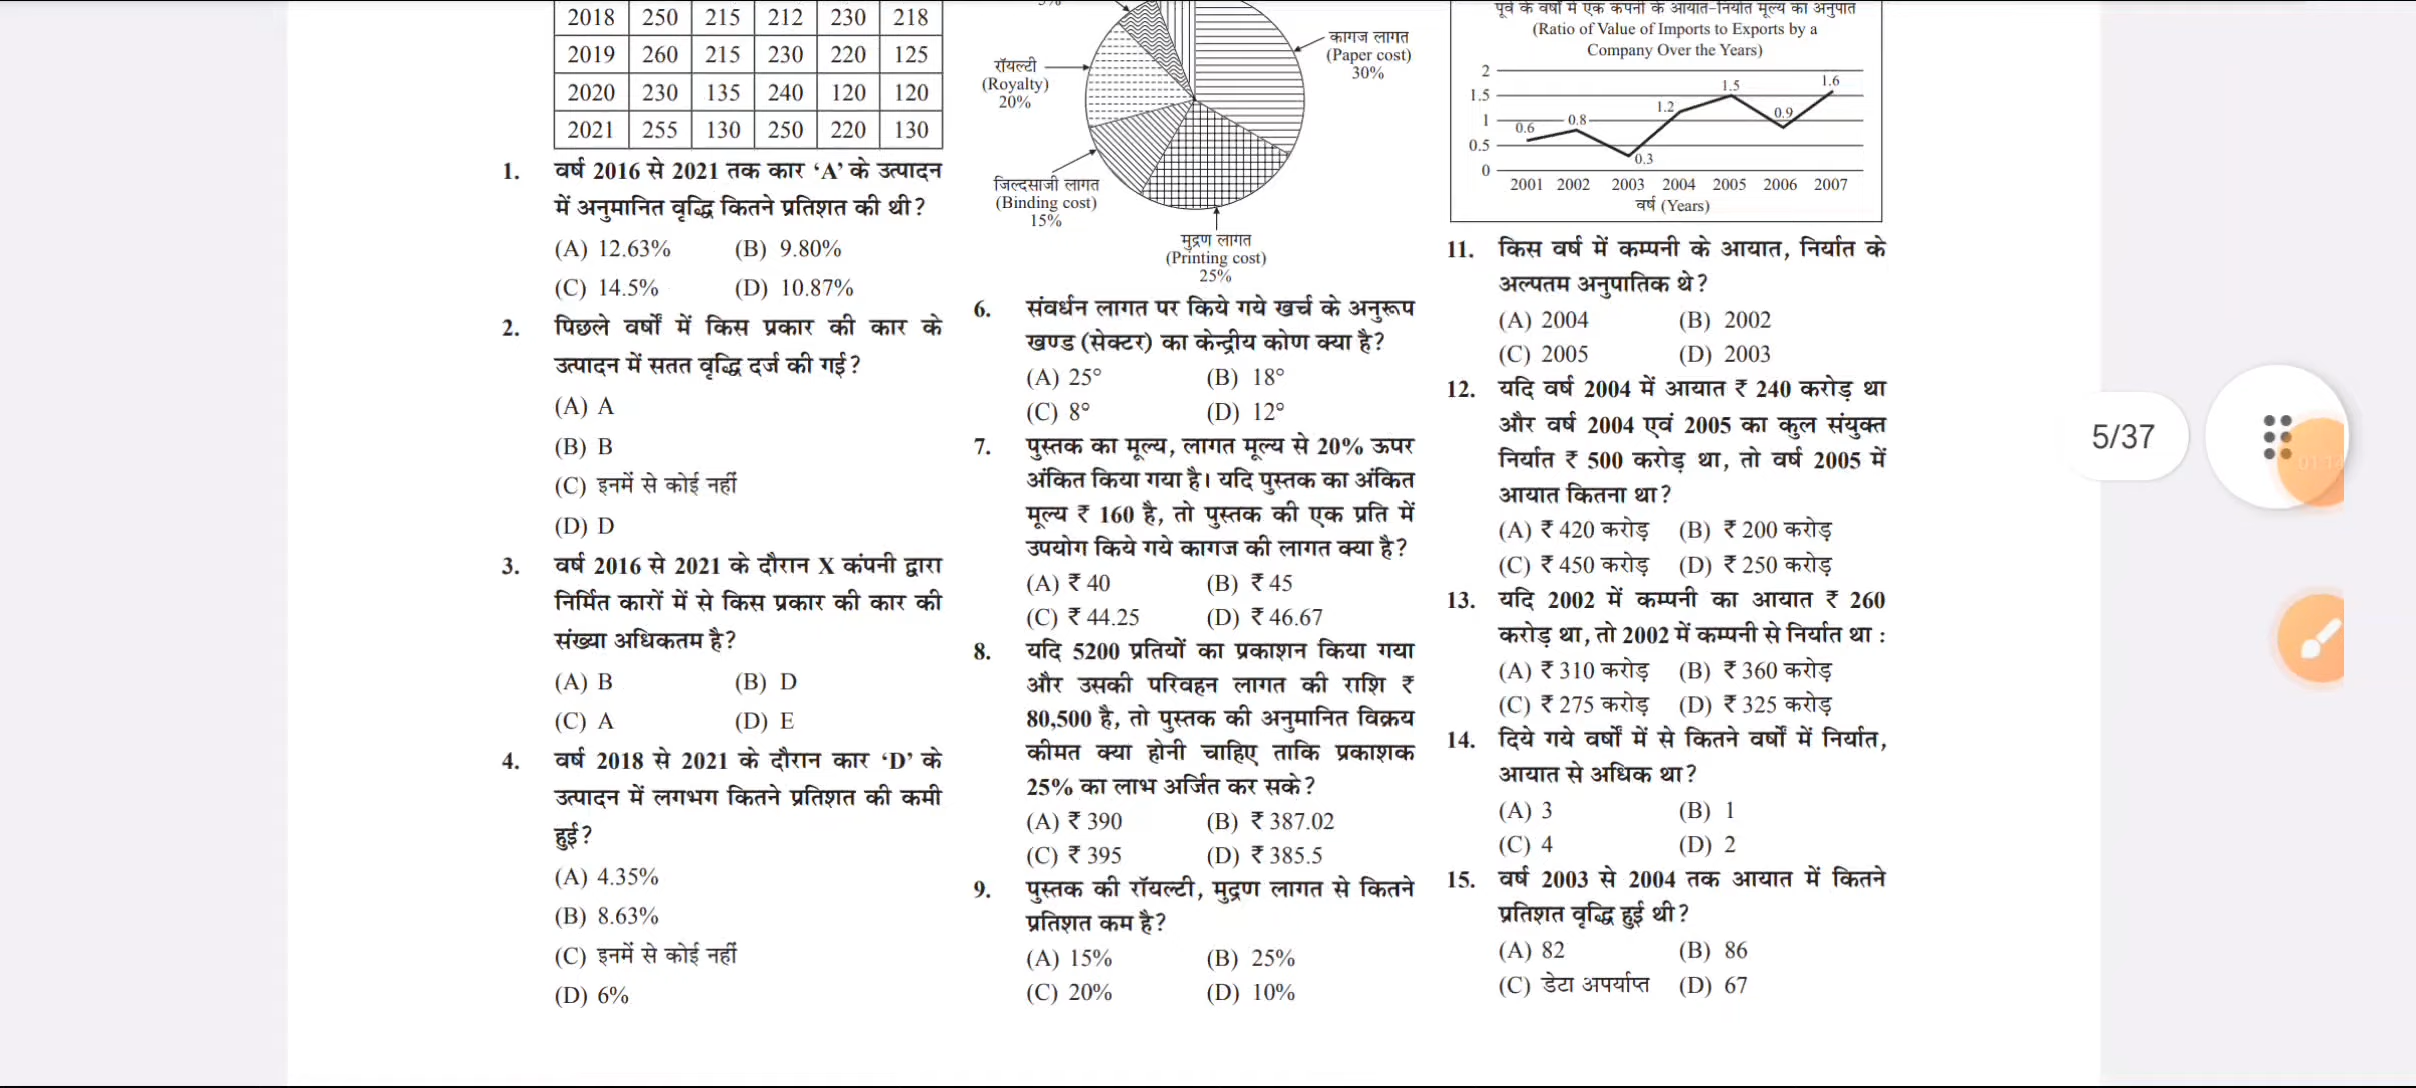 2018 250 215 212 230 218
2019 260 215 230 220 125
2020 230 135 240 120 120
2021 255 130 250 220 130
1. वर्ष 2016 से 2021 तक कार ‘A’ के उत्पादन
में अनुमानित वृद्धि कितने प्रतिशत की थी?
(A) 12.63% (B) 9.80%
(C) 14.5% (D) 10.87%
2. पिछले वर्षों में किस प्रकार की कार के
उत्पादन में सतत वृद्धि दर्ज की गई?
(A) A
(B) B
(C) इनमें से कोई नहीं
(D) D
3. वर्ष 2016 से 2021 के दौरान X कंपनी द्वारा
निर्मित कारों में से किस प्रकार की कार की
संख्या अधिकतम है?
(A) B (B) D
(C) A (D) E
4. वर्ष 2018 से 2021 के दौरान कार ‘D’ के
उत्पादन में लगभग कितने प्रतिशत की कमी
हुई?
(A) 4.35%
(B) 8.63%
(C) इनमें से कोई नहीं
(D) 6%
कागज लागत
(Paper cost)
30%
रॉयल्टी
(Royalty)
20%
जिल्दसाजी लागत
(Binding cost)
15%
मुद्रण लागत
(Printing cost)
25%
6. संवर्धन लागत पर किये गये खर्च के अनुरूप
खण्ड (सेक्टर) का केन्द्रीय कोण क्या है?
(A) 25° (B) 18°
(C) 8° (D) 12°
7. पुस्तक का मूल्य, लागत मूल्य से 20% ऊपर
अंकित किया गया है। यदि पुस्तक का अंकित
मूल्य ₹ 160 है, तो पुस्तक की एक प्रति में
उपयोग किये गये कागज की लागत क्या है?
(A) ₹ 40 (B) ₹ 45
(C) ₹ 44.25 (D) ₹ 46.67
8. यदि 5200 प्रतियों का प्रकाशन किया गया
और उसकी परिवहन लागत की राशि ₹
80,500 है, तो पुस्तक की अनुमानित विक्रय
कीमत क्या होनी चाहिए ताकि प्रकाशक
25% का लाभ अर्जित कर सके?
(A) ₹ 390 (B) ₹ 387.02
(C) ₹ 395 (D) ₹ 385.5
9. पुस्तक की रॉयल्टी, मुद्रण लागत से कितने
प्रतिशत कम है?
(A) 15% (B) 25%
(C) 20% (D) 10%
पूर्व के वर्षों में एक कंपनी के आयात-निर्यात मूल्य का अनुपात
(Ratio of Value of Imports to Exports by a
Company Over the Years)
2
1.5
1
0.5
0
0.6 0.8 0.3 1.2 1.5 0.9 1.6
2001 2002 2003 2004 2005 2006 2007
वर्ष (Years)
11. किस वर्ष में कम्पनी के आयात, निर्यात के
अल्पतम अनुपातिक थे?
(A) 2004 (B) 2002
(C) 2005 (D) 2003
12. यदि वर्ष 2004 में आयात ₹ 240 करोड़ था
और वर्ष 2004 एवं 2005 का कुल संयुक्त
निर्यात ₹ 500 करोड़ था, तो वर्ष 2005 में
आयात कितना था?
(A) ₹ 420 करोड़ (B) ₹ 200 करोड़
(C) ₹ 450 करोड़ (D) ₹ 250 करोड़
13. यदि 2002 में कम्पनी का आयात ₹ 260
करोड़ था, तो 2002 में कम्पनी से निर्यात था :
(A) ₹ 310 करोड़ (B) ₹ 360 करोड़
(C) ₹ 275 करोड़ (D) ₹ 325 करोड़
14. दिये गये वर्षों में से कितने वर्षों में निर्यात,
आयात से अधिक था?
(A) 3 (B) 1
(C) 4 (D) 2
15. वर्ष 2003 से 2004 तक आयात में कितने
प्रतिशत वृद्धि हुई थी?
(A) 82 (B) 86
(C) डेटा अपर्याप्त (D) 67
5/37